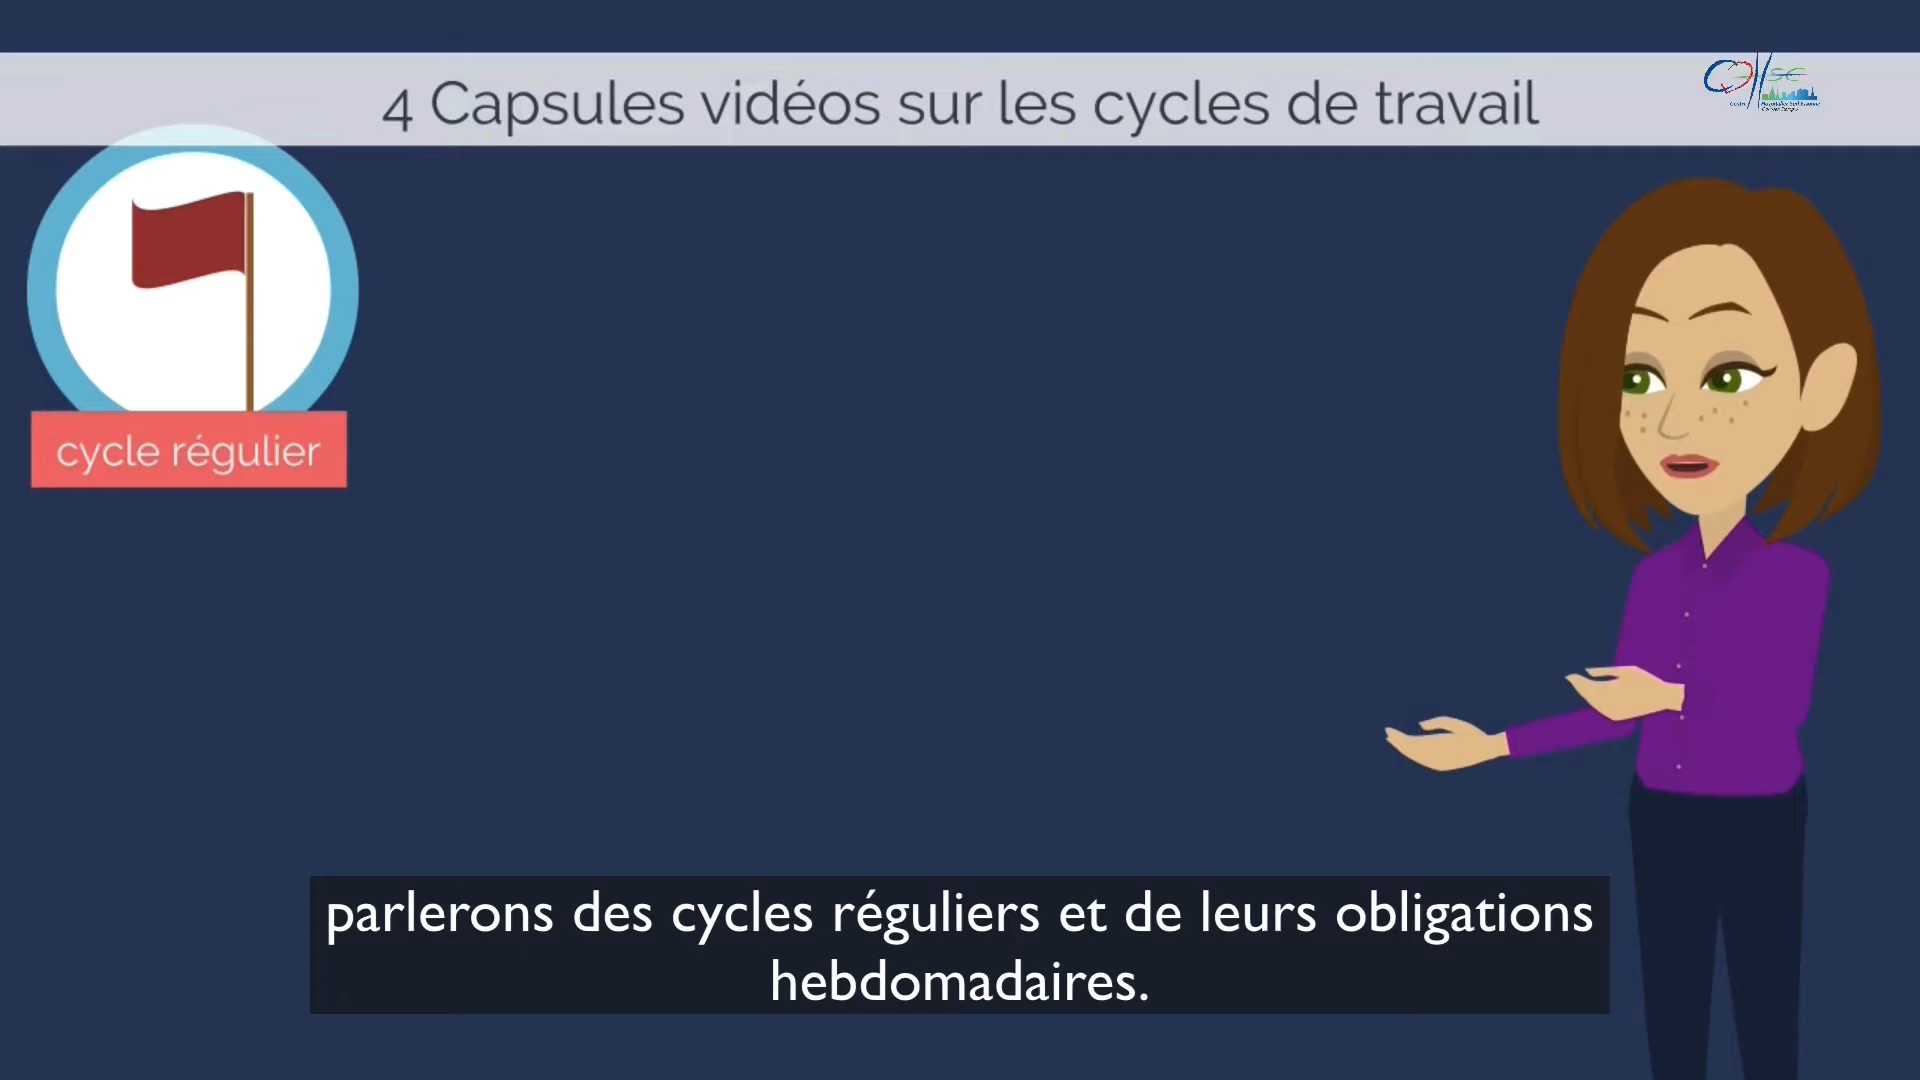 4 Capsules vidéos sur les cycles de travail
cycle régulier
parlerons des cycles réguliers et de leurs obligations
hebdomadaires.